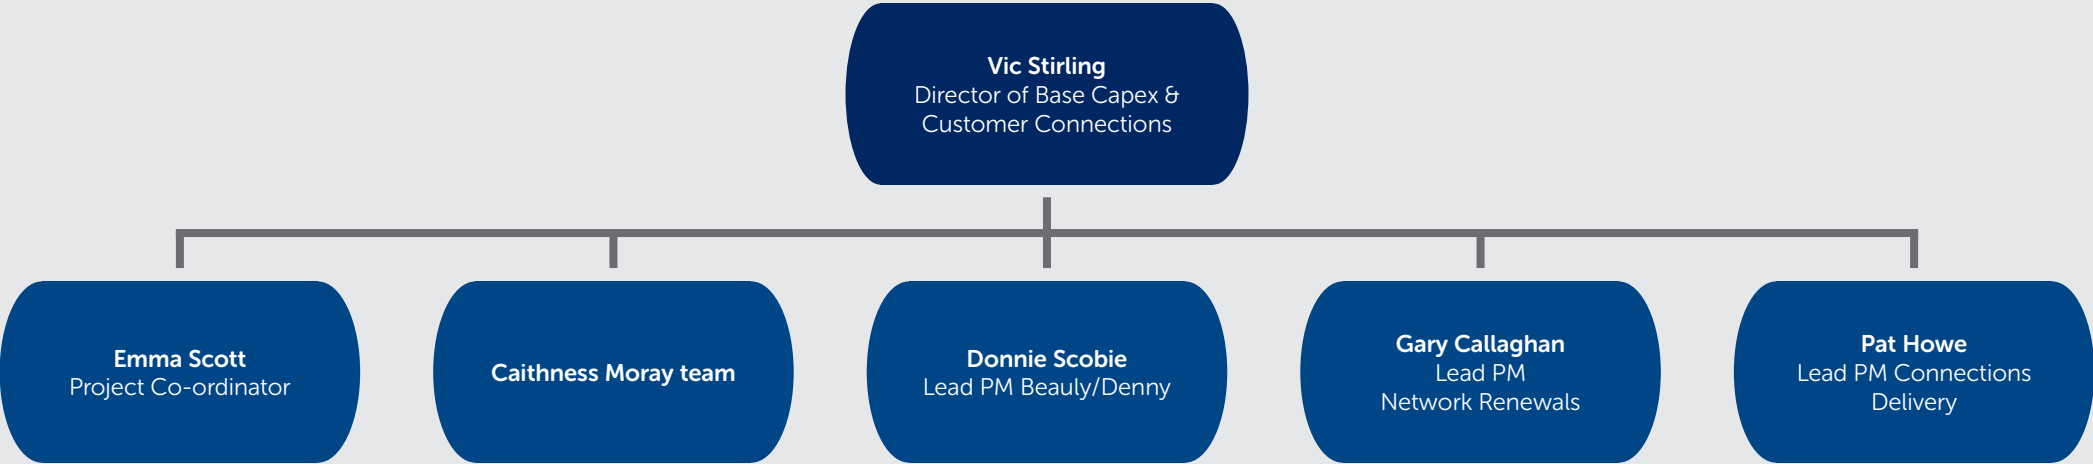 Vic Stirling
Director of Base Capex &
Customer Connections
Emma Scott
Project Co-ordinator
Caithness Moray team
Donnie Scobie
Lead PM Beauly/Denny
Gary Callaghan
Lead PM
Network Renewals
Pat Howe
Lead PM Connections
Delivery